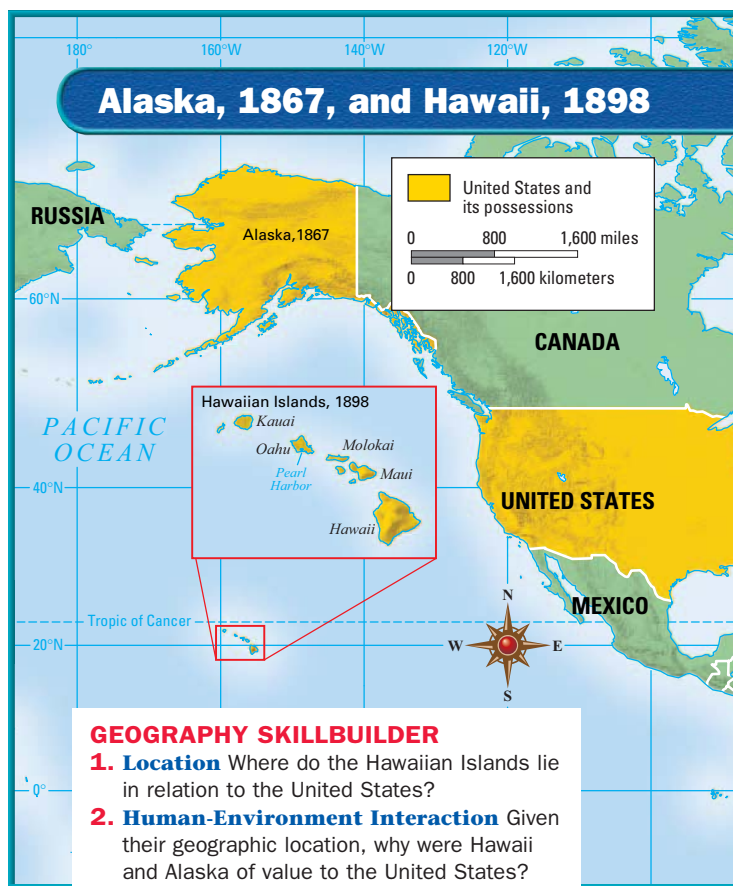 180° 160°W 140°W 120°W
Alaska, 1867, and Hawaii, 1898
United States and
its possessions
0 800 1,600 miles
0 800 1,600 kilometers
RUSSIA
Alaska,1867
60°N
CANADA
Hawaiian Islands, 1898
Kauai
Oahu
Molokai
Pearl
Harbor
Maui
Hawaii
PACIFIC
OCEAN
40°N
UNITED STATES
MEXICO
Tropic of Cancer
20°N
N
W E
S
0°
GEOGRAPHY SKILLBUILDER
1. Location Where do the Hawaiian Islands lie
in relation to the United States?
2. Human-Environment Interaction Given
their geographic location, why were Hawaii
and Alaska of value to the United States?